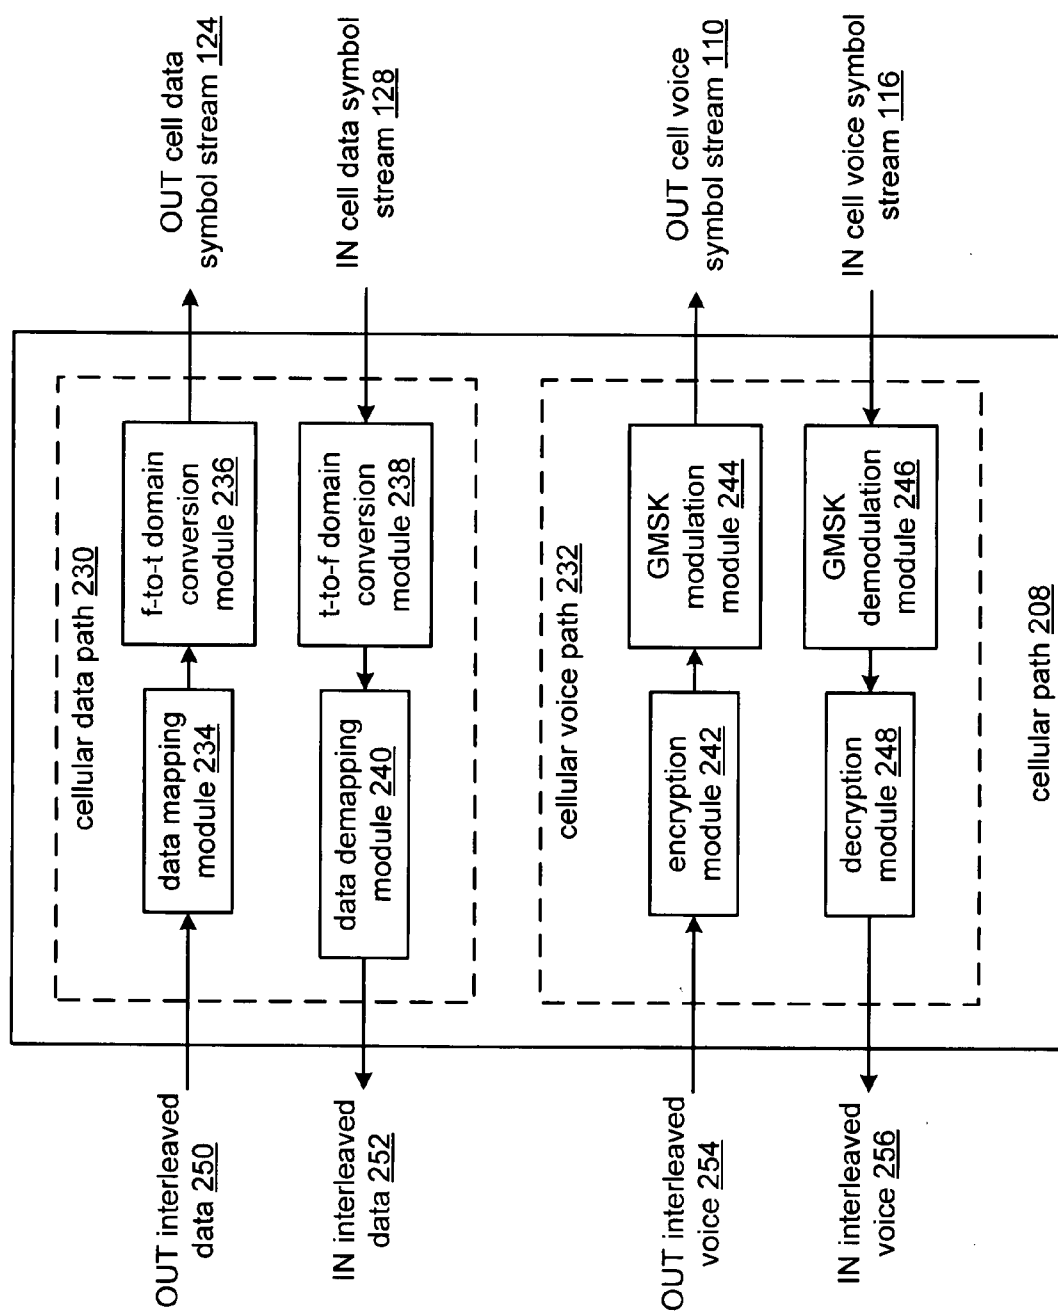 OUT interleaved
data 250
IN interleaved
data 252
OUT interleaved
voice 254
IN interleaved
voice 256
cellular data path 230
data mapping
module 234
f-to-t domain
conversion
module 236
data demapping
module 240
t-to-f domain
conversion
module 238
cellular voice path 232
encryption
module 242
GMSK
modulation
module 244
decryption
module 248
GMSK
demodulation
module 246
cellular path 208
OUT cell data
symbol stream 124
IN cell data symbol
stream 128
OUT cell voice
symbol stream 110
IN cell voice symbol
stream 116